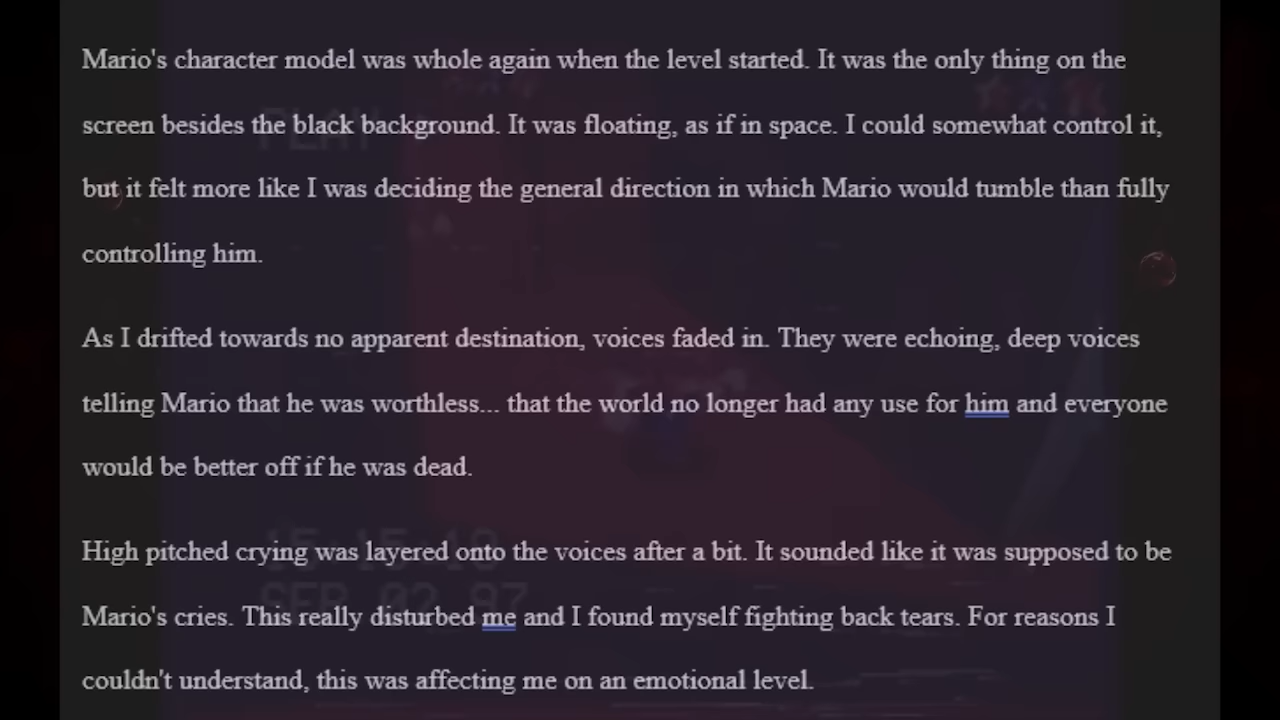 Mario's character model was whole again when the level started. It was the only thing on the
screen besides the black background. It was floating, as if in space. I could somewhat control it,
but it felt more like I was deciding the general direction in which Mario would tumble than fully
controlling him.
As I drifted towards no apparent destination, voices faded in. They were echoing, deep voices
telling Mario that he was worthless... that the world no longer had any use for him and everyone
would be better off if he was dead.
High pitched crying was layered onto the voices after a bit. It sounded like it was supposed to be
Mario's cries. This really disturbed me and I found myself fighting back tears. For reasons I
couldn't understand, this was affecting me on an emotional level.
PLAY
15:15:18
SEP 02 97